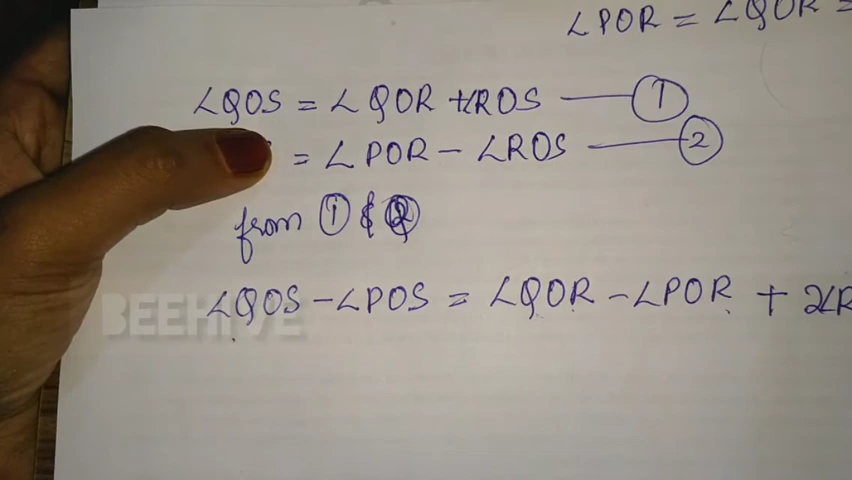 ∠POR = ∠QOR =
∠QOS = ∠QOR + ∠ROS ① 
= ∠POR - ∠ROS ②
from ① & ②
∠QOS - ∠POS = ∠QOR - ∠POR + 2∠R
BEEHIVE